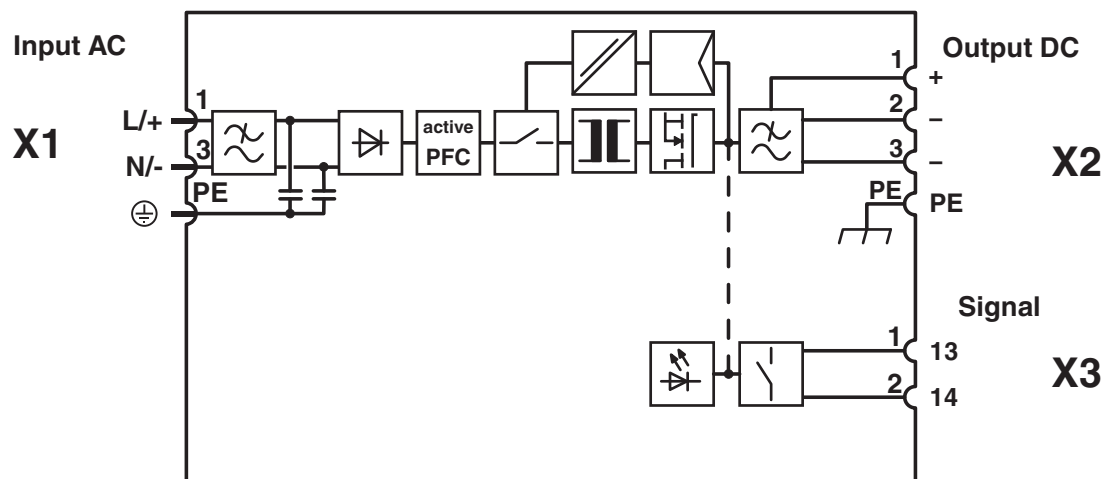 Input AC
X1
L/+
1
N/-
3
PE
active
PFC
Output DC
X2
1
+
2
–
3
–
PE
PE
Signal
X3
1
13
2
14